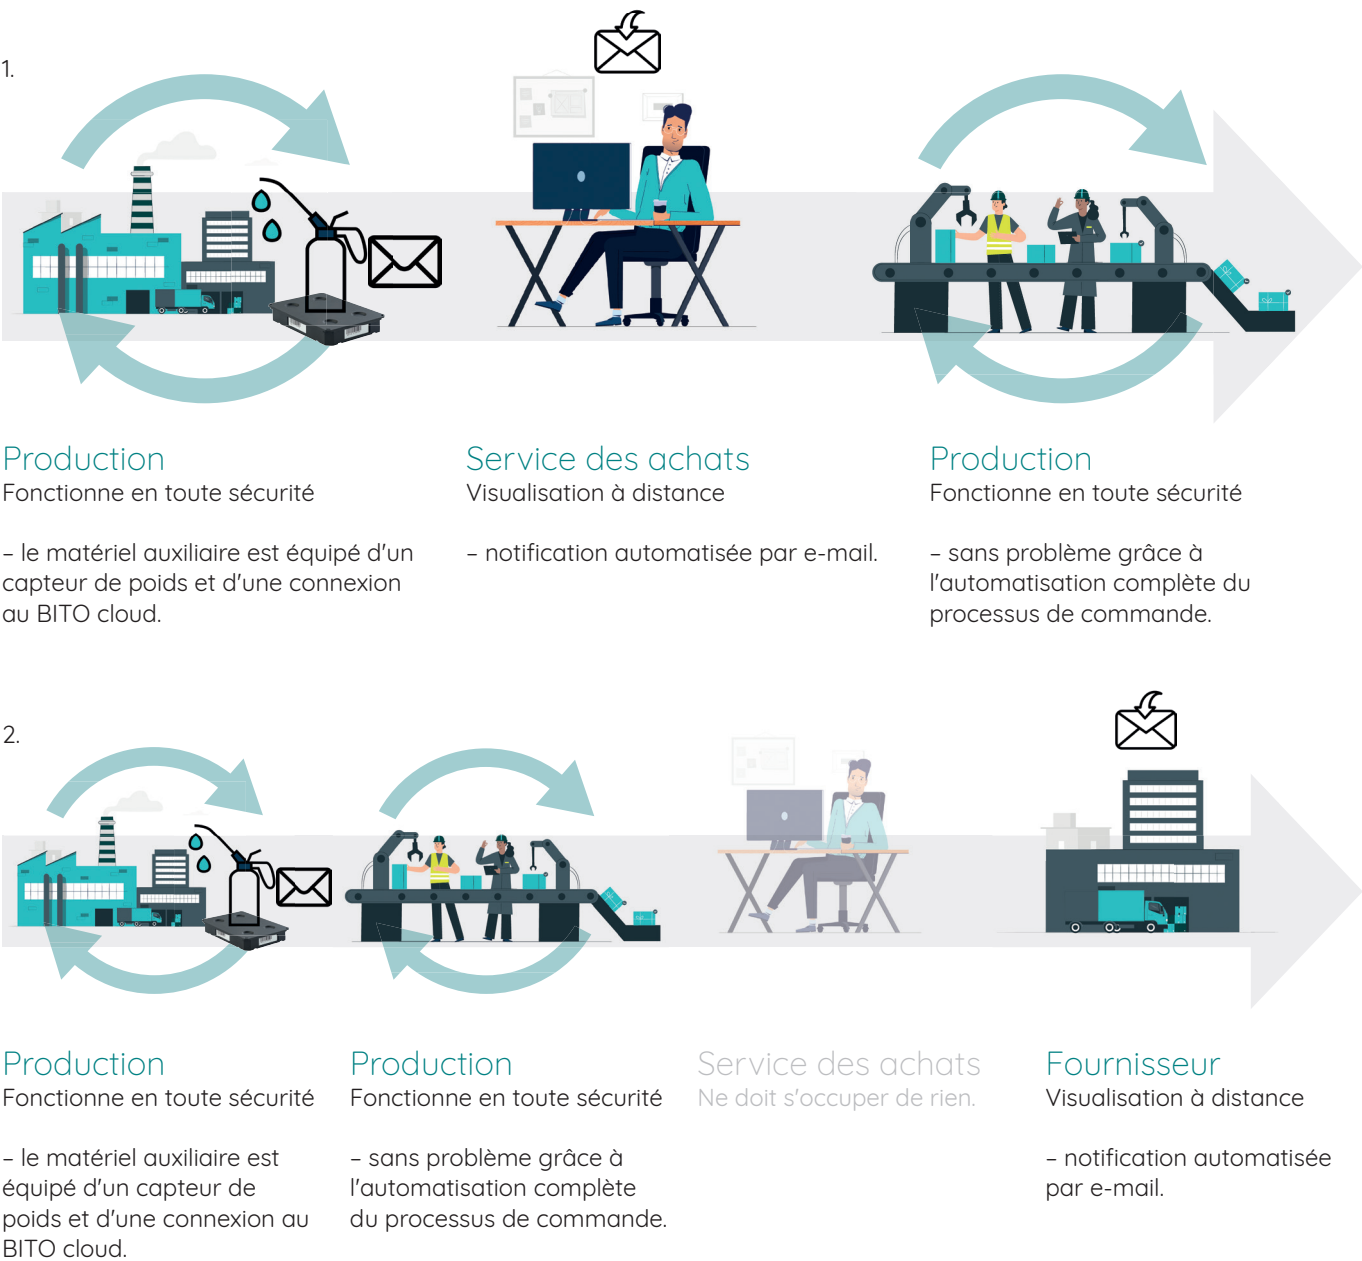 1.
Production
Fonctionne en toute sécurité
– le matériel auxiliaire est équipé d'un
capteur de poids et d'une connexion
au BITO cloud.
Service des achats
Visualisation à distance
– notification automatisée par e-mail.
Production
Fonctionne en toute sécurité
– sans problème grâce à
l'automatisation complète du
processus de commande.
2.
Production
Fonctionne en toute sécurité
– le matériel auxiliaire est
équipé d'un capteur de
poids et d'une connexion au
BITO cloud.
Production
Fonctionne en toute sécurité
– sans problème grâce à
l'automatisation complète
du processus de commande.
Service des achats
Ne doit s'occuper de rien.
Fournisseur
Visualisation à distance
– notification automatisée
par e-mail.